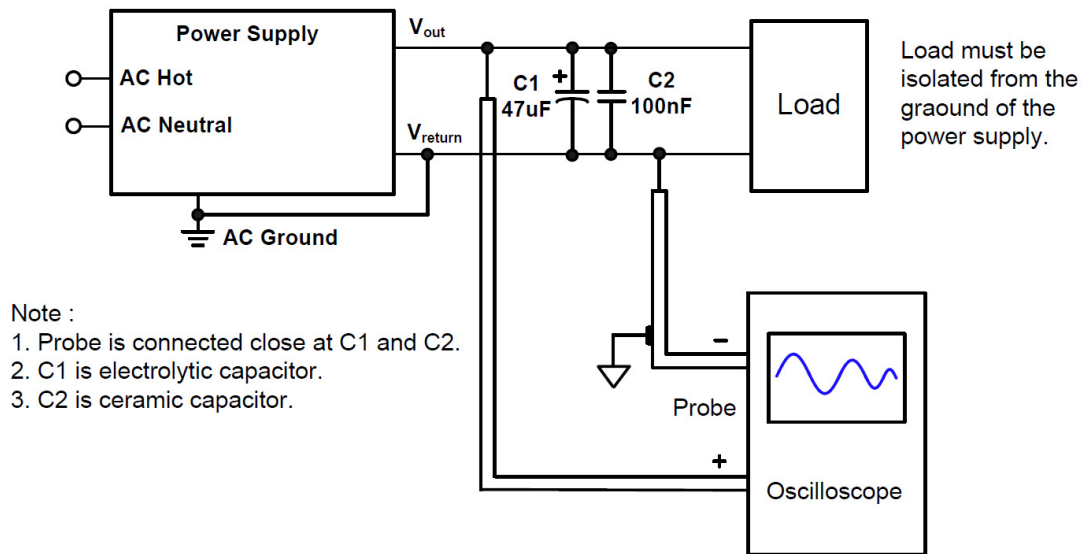 Power Supply
AC Hot
AC Neutral
Vout
Vreturn
AC Ground
C1
47uF
+
C2
100nF
Load
Load must be
isolated from the
graound of the
power supply.
Note :
1. Probe is connected close at C1 and C2.
2. C1 is electrolytic capacitor.
3. C2 is ceramic capacitor.
-
Probe
+
Oscilloscope